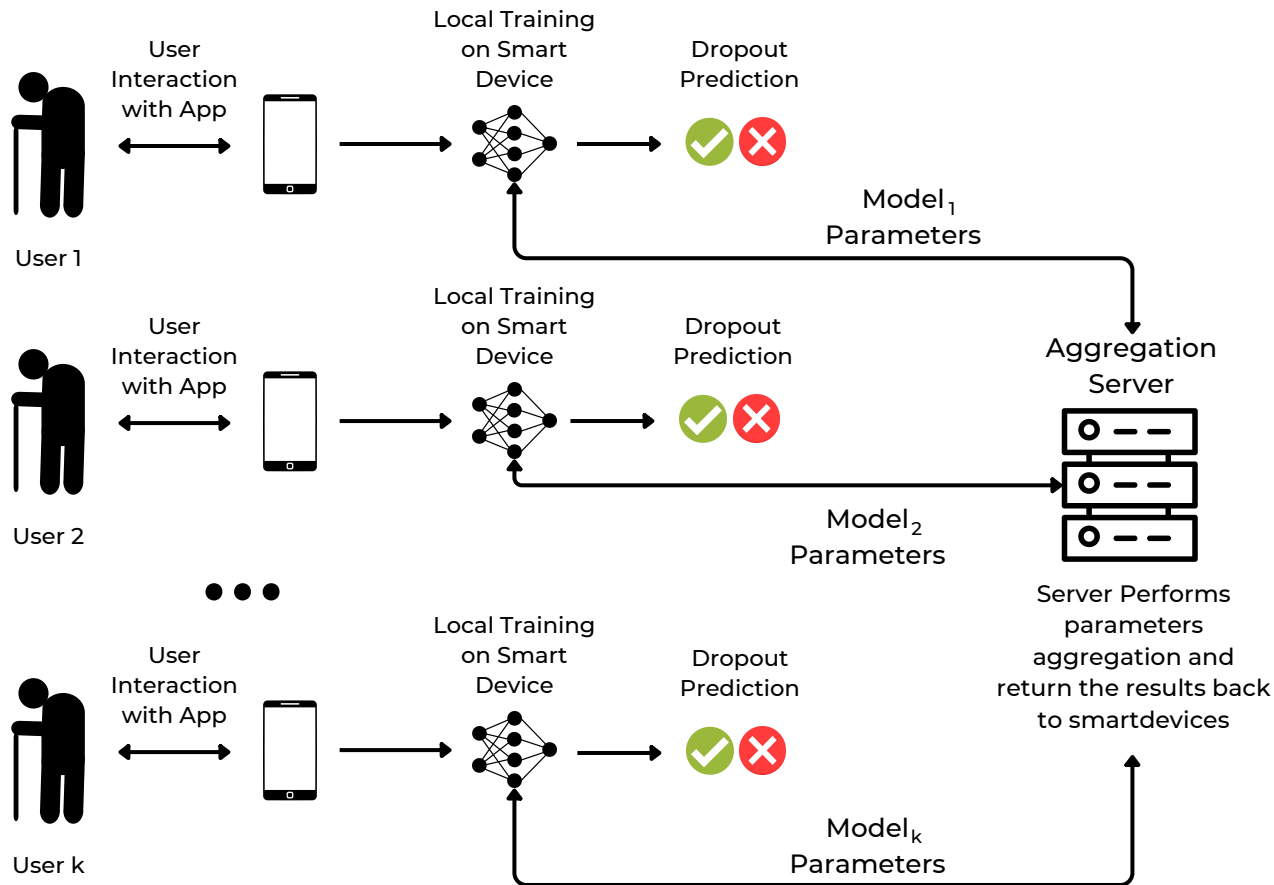 User
Interaction
with App
Local Training
on Smart
Device
Dropout
Prediction
User 1
Model1
Parameters
User
Interaction
with App
Local Training
on Smart
Device
Dropout
Prediction
User 2
Model2
Parameters
Aggregation
Server
Server Performs
parameters
aggregation and
return the results back
to smartdevices
User
Interaction
with App
Local Training
on Smart
Device
Dropout
Prediction
User k
Modelk
Parameters